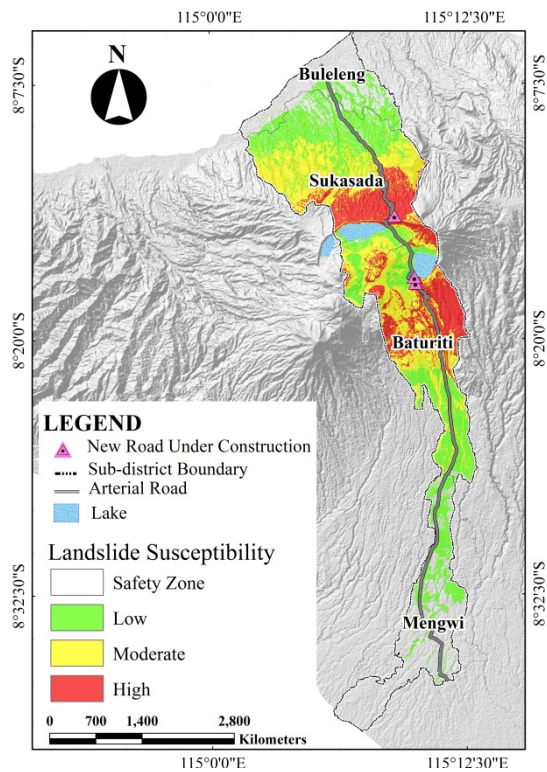 115°0'0"E 115°12'30"E
N
8°7'30"S
8°7'30"S
Buleleng
Sukasada
8°20'0"S
8°20'0"S
Baturiti
LEGEND
New Road Under Construction
Sub-district Boundary
Arterial Road
Lake
Landslide Susceptibility
Safety Zone
Low
Moderate
High
8°32'30"S
8°32'30"S
Mengwi
0 700 1,400 2,800
Kilometers
115°0'0"E 115°12'30"E